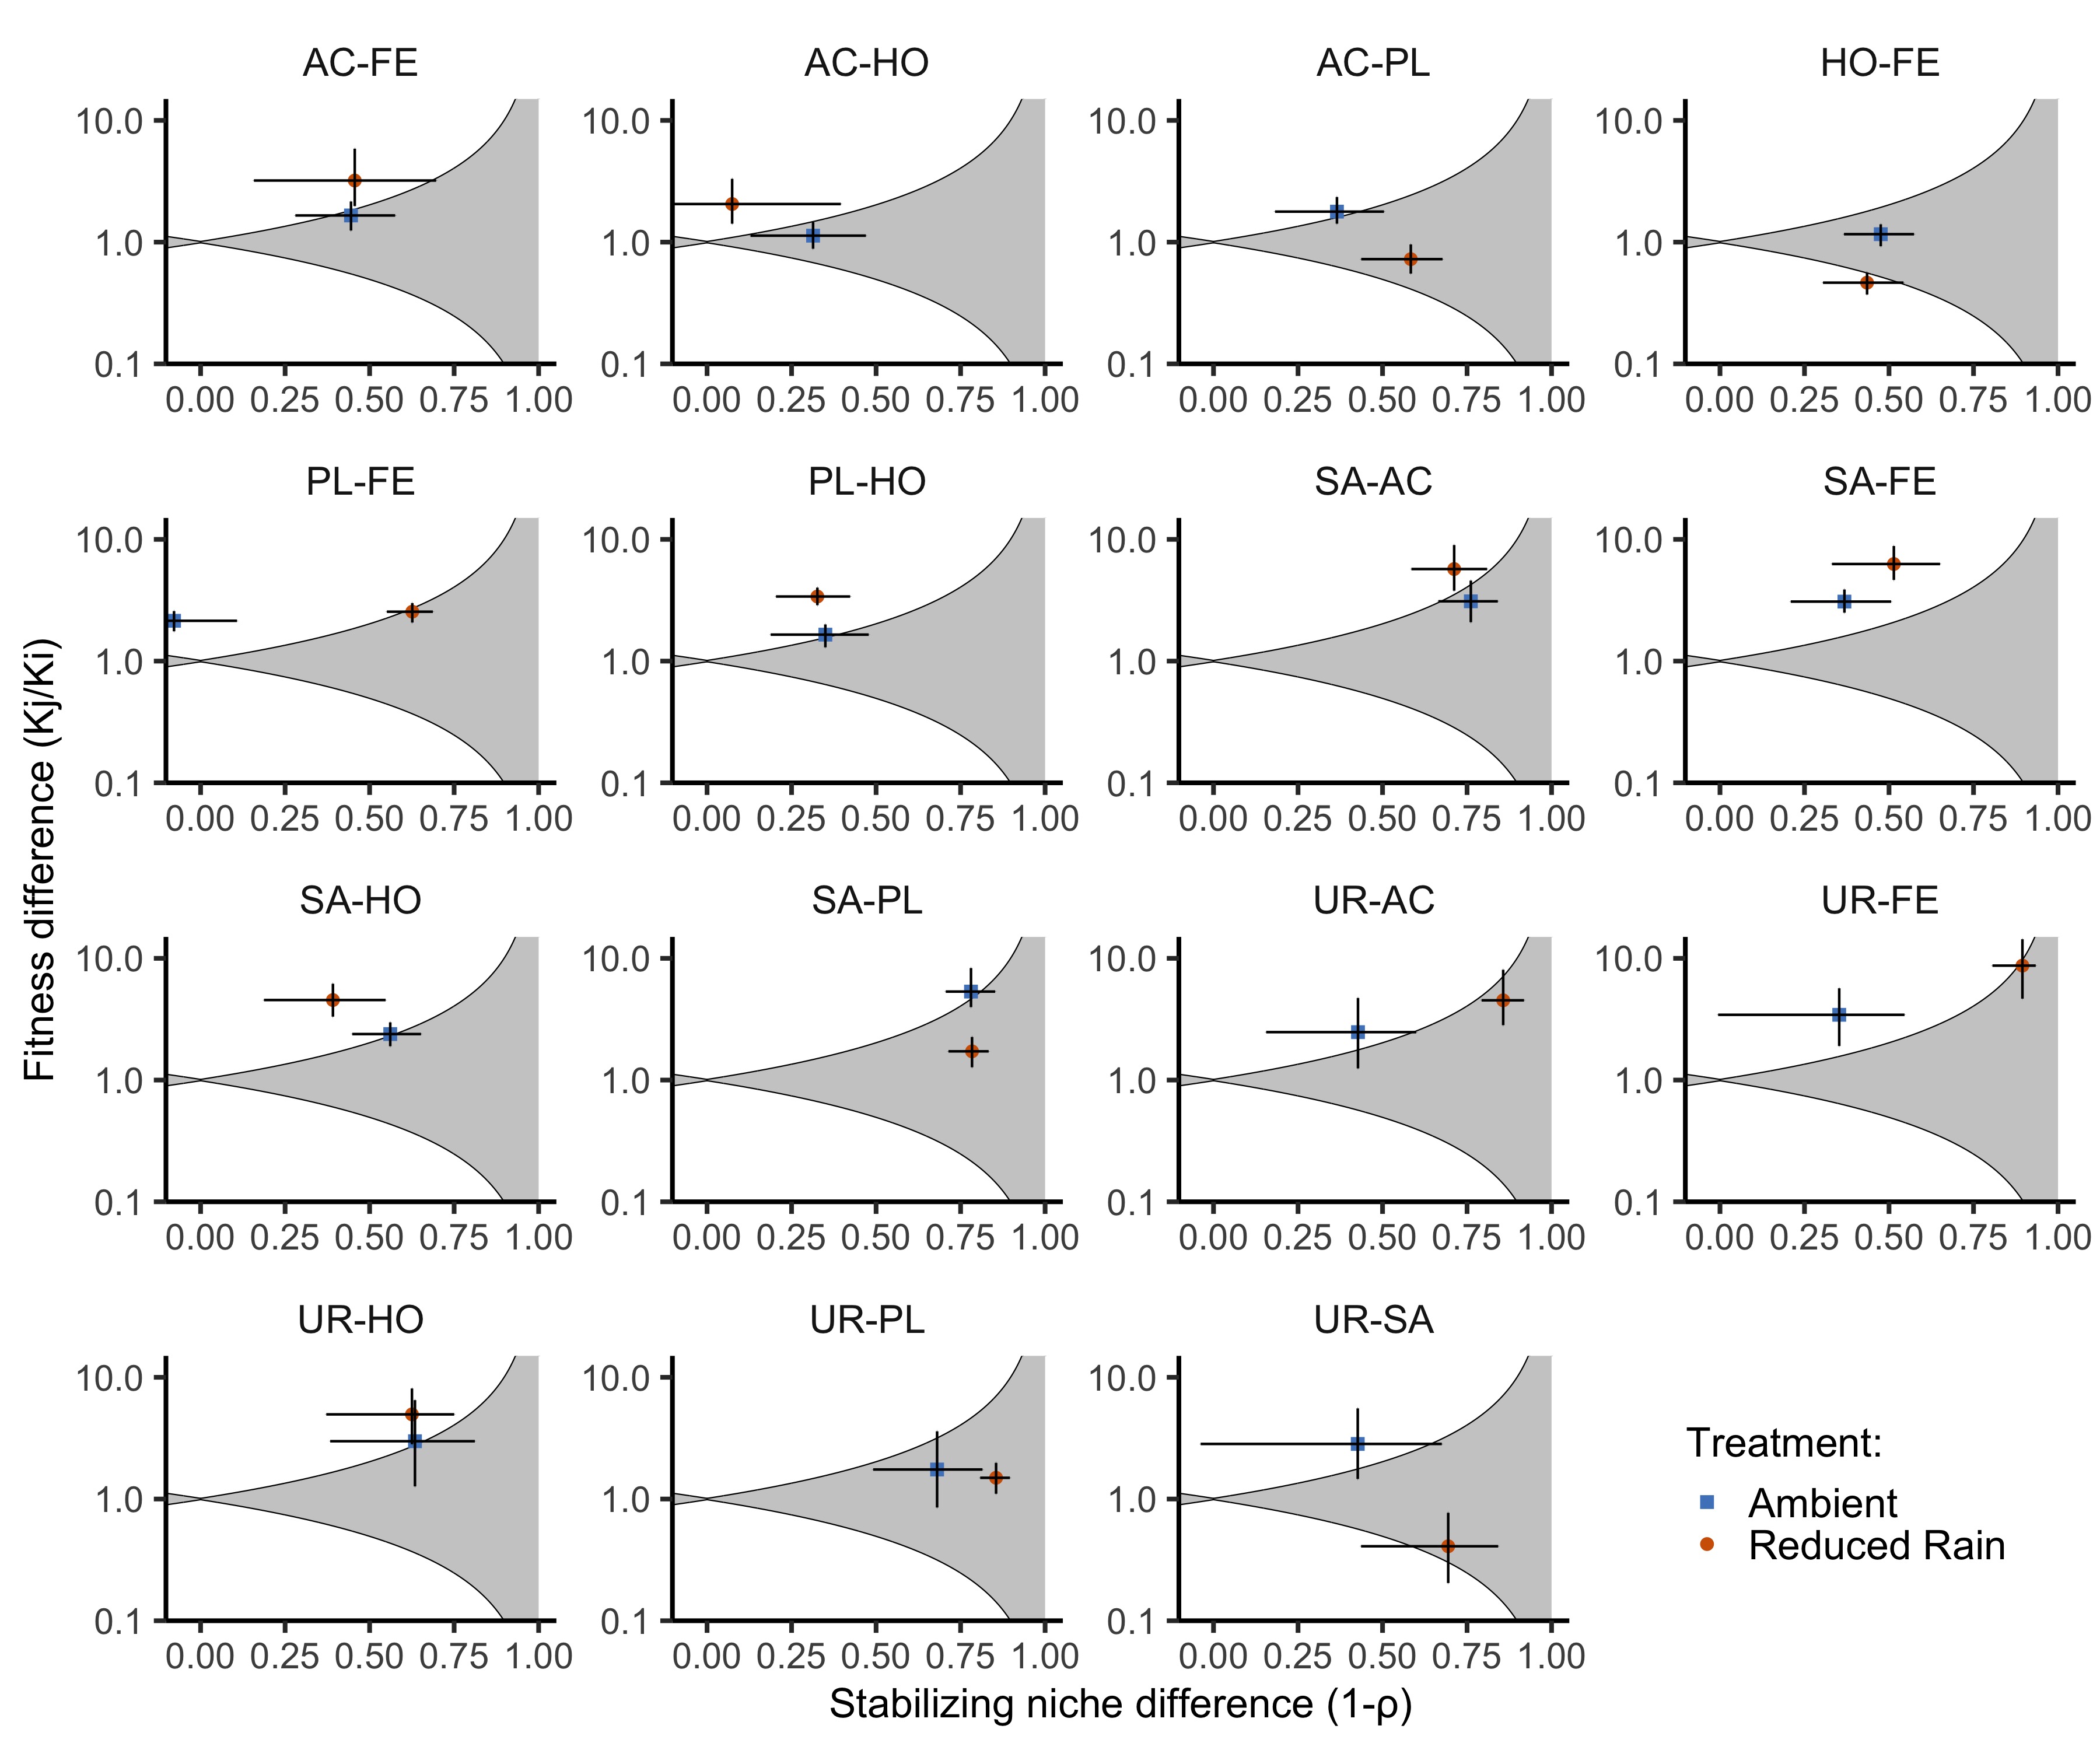 AC-FE AC-HO AC-PL HO-FE
10.0 10.0 10.0 10.0
1.0 1.0 1.0 1.0
0.1 0.1 0.1 0.1
0.00 0.25 0.50 0.75 1.00 0.00 0.25 0.50 0.75 1.00 0.00 0.25 0.50 0.75 1.00 0.00 0.25 0.50 0.75 1.00
PL-FE PL-HO SA-AC SA-FE
10.0 10.0 10.0 10.0
1.0 1.0 1.0 1.0
0.1 0.1 0.1 0.1
0.00 0.25 0.50 0.75 1.00 0.00 0.25 0.50 0.75 1.00 0.00 0.25 0.50 0.75 1.00 0.00 0.25 0.50 0.75 1.00
Fitness difference (Kj/Ki)
SA-HO SA-PL UR-AC UR-FE
10.0 10.0 10.0 10.0
1.0 1.0 1.0 1.0
0.1 0.1 0.1 0.1
0.00 0.25 0.50 0.75 1.00 0.00 0.25 0.50 0.75 1.00 0.00 0.25 0.50 0.75 1.00 0.00 0.25 0.50 0.75 1.00
UR-HO UR-PL UR-SA
10.0 10.0 10.0
1.0 1.0 1.0
0.1 0.1 0.1
0.00 0.25 0.50 0.75 1.00 0.00 0.25 0.50 0.75 1.00 0.00 0.25 0.50 0.75 1.00
Treatment:
Ambient
Reduced Rain
Stabilizing niche difference (1-ρ)